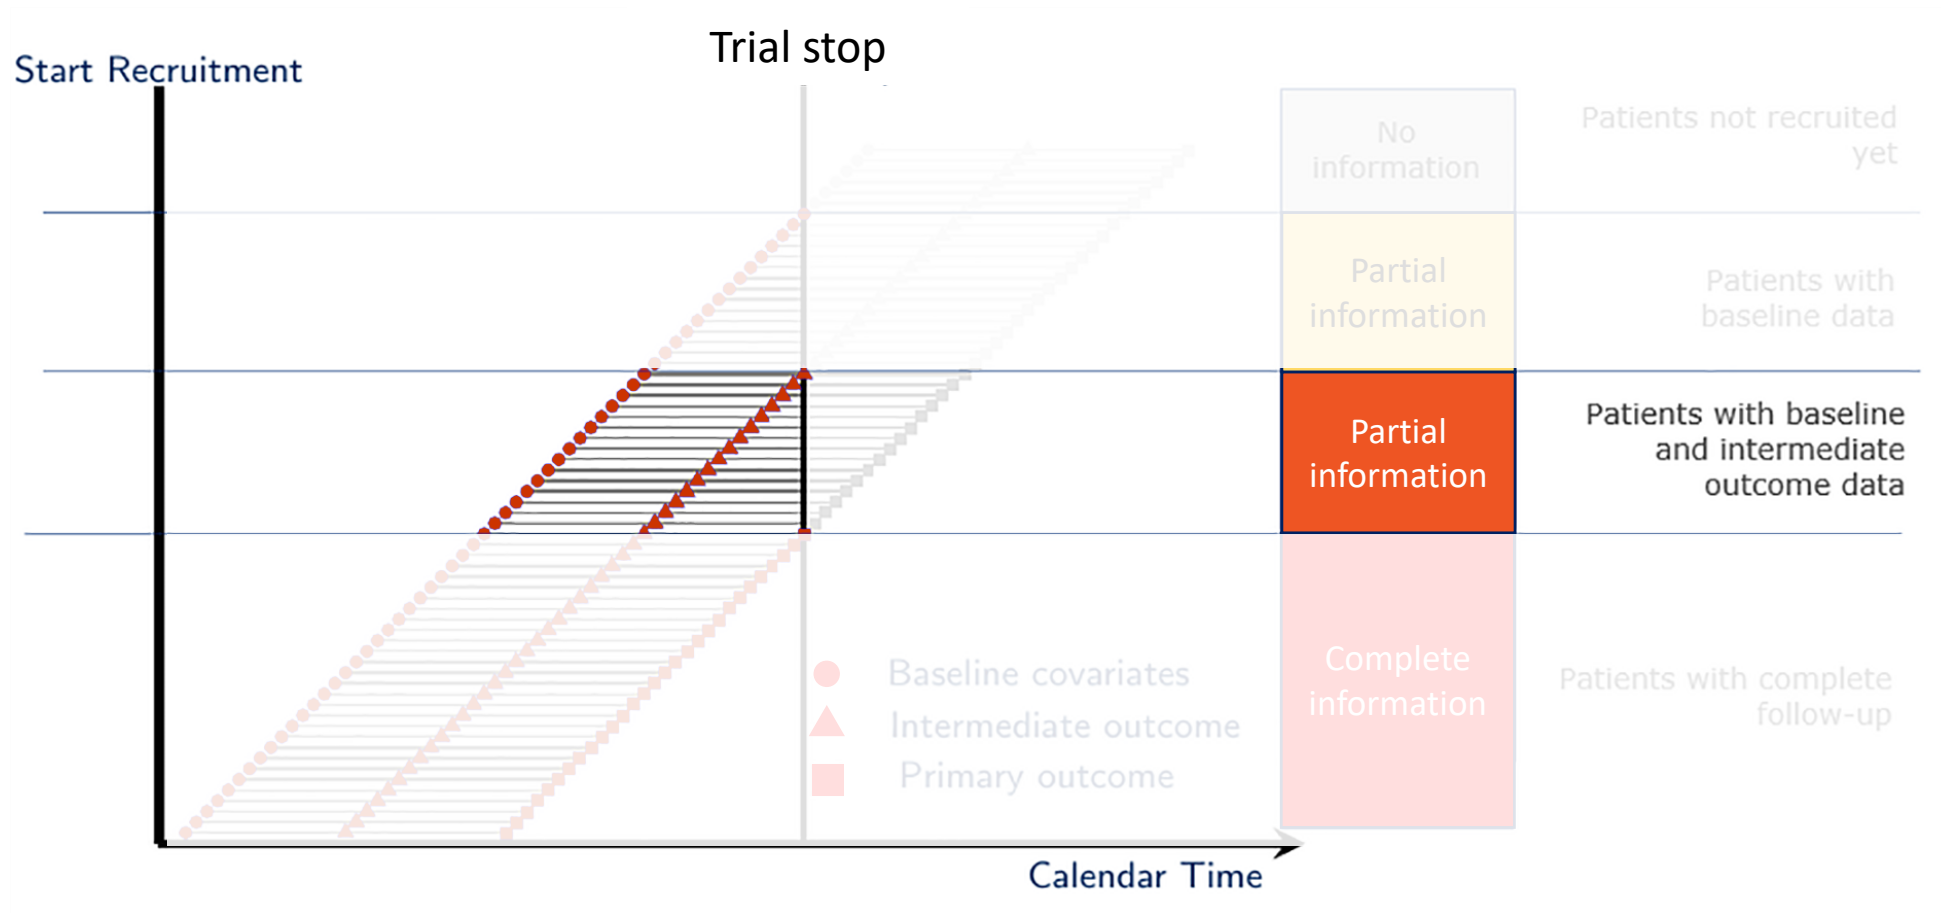 Trial stop
Start Recruitment
No
information
Patients not recruited
yet
Partial
information
Patients with
baseline data
Partial
information
Patients with baseline
and intermediate
outcome data
Complete
information
Patients with complete
follow-up
Baseline covariates
Intermediate outcome
Primary outcome
Calendar Time